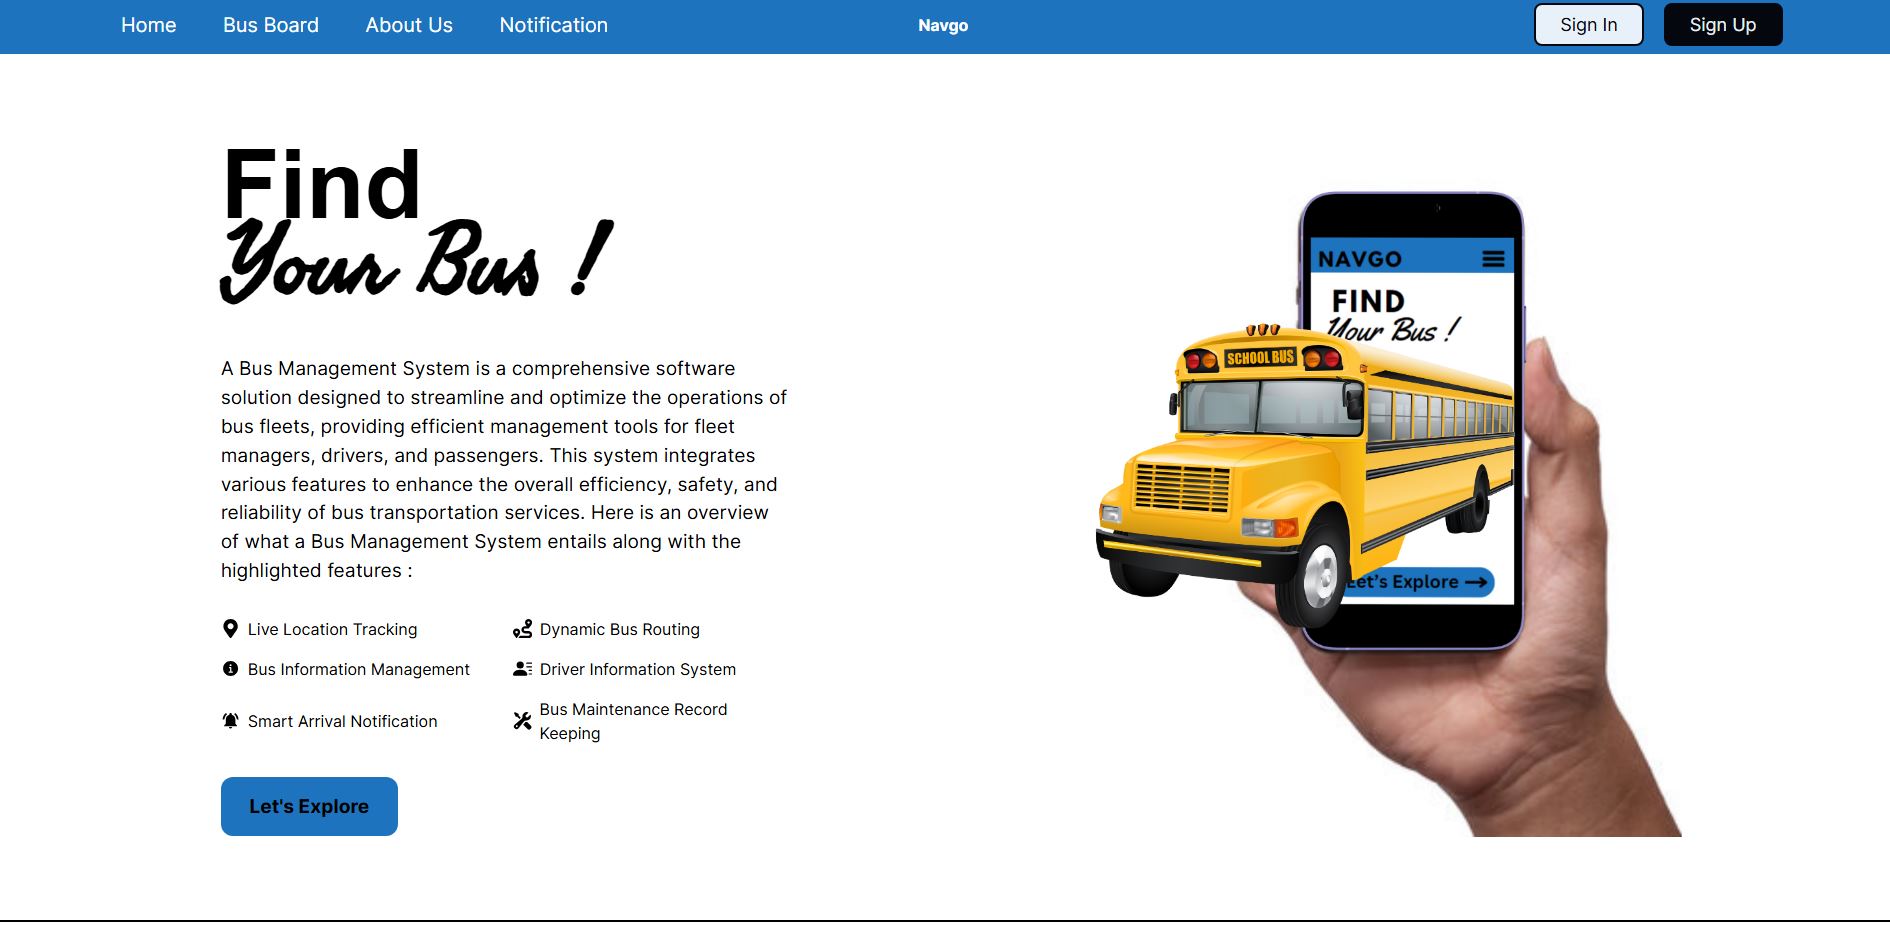 Home Bus Board About Us Notification Navgo Sign In Sign Up
Find
Your Bus !
A Bus Management System is a comprehensive software
solution designed to streamline and optimize the operations of
bus fleets, providing efficient management tools for fleet
managers, drivers, and passengers. This system integrates
various features to enhance the overall efficiency, safety, and
reliability of bus transportation services. Here is an overview
of what a Bus Management System entails along with the
highlighted features :
Live Location Tracking
Dynamic Bus Routing
Bus Information Management
Driver Information System
Smart Arrival Notification
Bus Maintenance Record
Keeping
Let's Explore
NAVGO
FIND
Your Bus !
SCHOOL BUS
Let's Explore